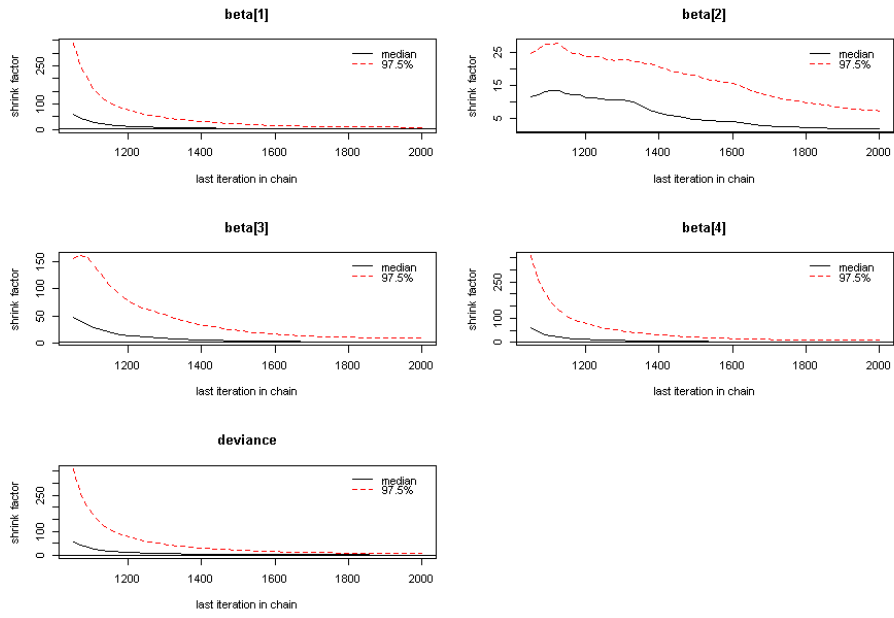 beta[1]
shrink factor
0
100
250
median
97.5%
1200
1400
1600
1800
2000
last iteration in chain
beta[2]
shrink factor
5
15
25
median
97.5%
1200
1400
1600
1800
2000
last iteration in chain
beta[3]
shrink factor
0
50
100
150
median
97.5%
1200
1400
1600
1800
2000
last iteration in chain
beta[4]
shrink factor
0
100
250
median
97.5%
1200
1400
1600
1800
2000
last iteration in chain
deviance
shrink factor
0
100
250
median
97.5%
1200
1400
1600
1800
2000
last iteration in chain